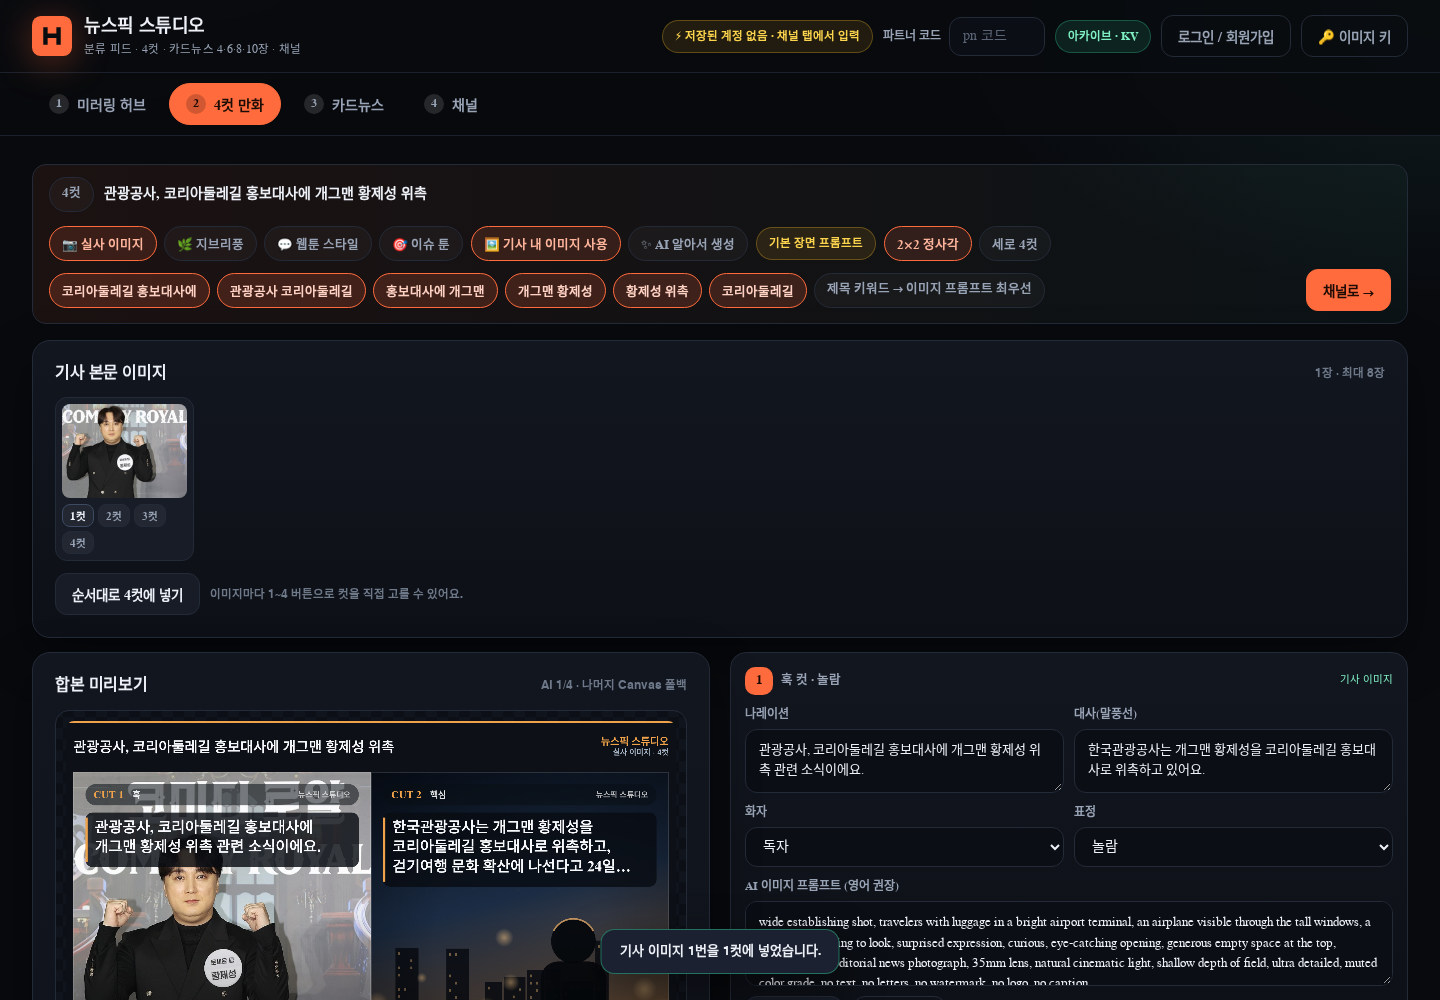 H
뉴스픽 스튜디오
분류 피드 · 4컷 · 카드뉴스 4·6·8·10장 · 채널
⚡ 저장된 계정 없음 · 채널 탭에서 입력
파트너 코드
pn 코드
아카이브 · KV
로그인 / 회원가입
🔑 이미지 키
1 미러링 허브
2 4컷 만화
3 카드뉴스
4 채널
4컷 관광공사, 코리아둘레길 홍보대사에 개그맨 황제성 위촉
📷 실사 이미지
🌿 지브리풍
💬 웹툰 스타일
🎯 이슈 툰
🖼️ 기사 내 이미지 사용
✨ AI 알아서 생성
기본 장면 프롬프트
2×2 정사각
세로 4컷
코리아둘레길 홍보대사에
관광공사 코리아둘레길
홍보대사에 개그맨
개그맨 황제성
황제성 위촉
코리아둘레길
제목 키워드 → 이미지 프롬프트 최우선
채널로 →
기사 본문 이미지
1장 · 최대 8장
ROYAL
1컷 2컷 3컷
4컷
순서대로 4컷에 넣기
이미지마다 1~4 버튼으로 컷을 직접 고를 수 있어요.
합본 미리보기
AI 1/4 · 나머지 Canvas 폴백
관광공사, 코리아둘레길 홍보대사에 개그맨 황제성 위촉
뉴스픽 스튜디오
실사 이미지 · 4컷
CUT 1 훅
뉴스픽 스튜디오
관광공사, 코리아둘레길 홍보대사에
개그맨 황제성 위촉 관련 소식이에요.
황제성
CUT 2 핵심
뉴스픽 스튜디오
한국관광공사는 개그맨 황제성을
코리아둘레길 홍보대사로 위촉하고,
걷기여행 문화 확산에 나선다고 24일…
1 훅 컷 · 놀람
기사 이미지
나레이션
관광공사, 코리아둘레길 홍보대사에 개그맨 황제성 위
촉 관련 소식이에요.
대사(말풍선)
한국관광공사는 개그맨 황제성을 코리아둘레길 홍보대
사로 위촉하고 있어요.
화자
독자
표정
놀람
AI 이미지 프롬프트 (영어 권장)
wide establishing shot, travelers with luggage in a bright airport terminal, an airplane visible through the tall windows, a
to look, surprised expression, curious, eye-catching opening, generous empty space at the top,
editorial news photograph, 35mm lens, natural cinematic light, shallow depth of field, ultra detailed, muted
color grade, no text, no letters, no watermark, no logo, no caption
기사 이미지 1번을 1컷에 넣었습니다.